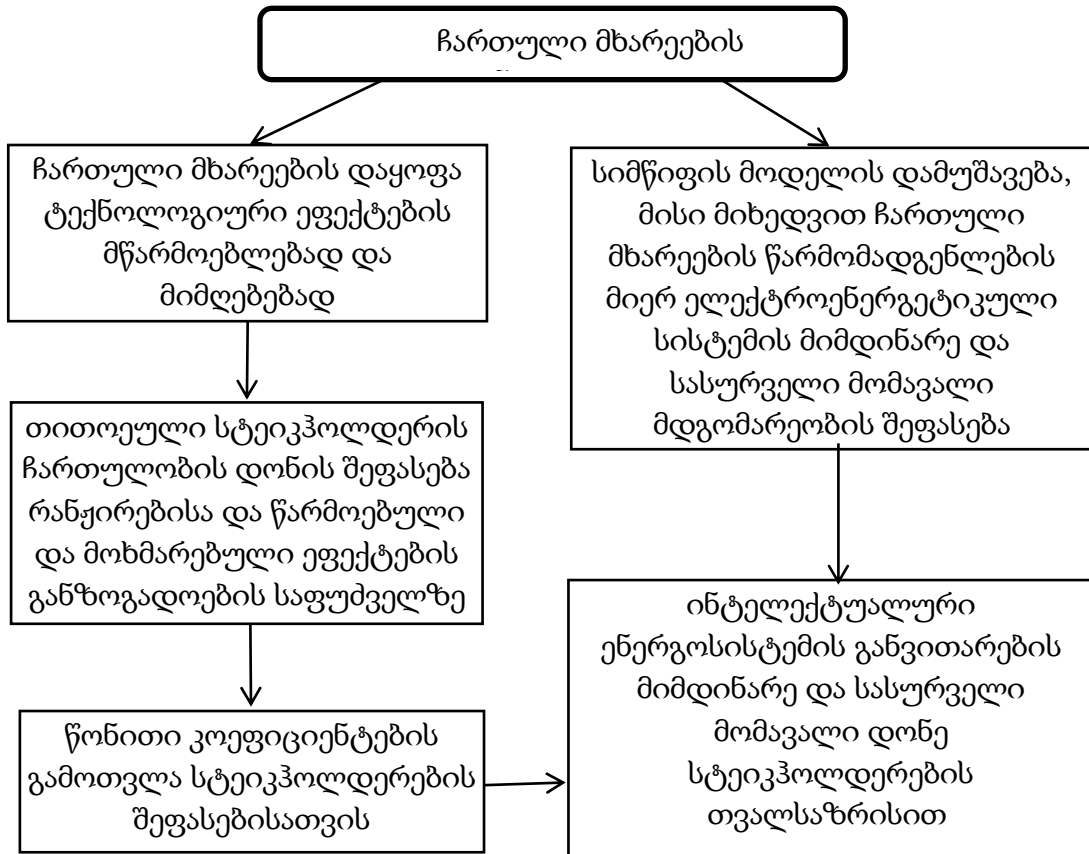 ჩართული მხარეების
ჩართული მხარეების დაყოფა
ტექნოლოგიური ეფექტების
მწარმოებლებად და
მიმღებებად
სიმწიფის მოდელის დამუშავება,
მისი მიხედვით ჩართული
მხარეების წარმომადგენლების
მიერ ელექტროენერგეტიკული
სისტემის მიმდინარე და
სასურველი მომავალი
მდგომარეობის შეფასება
თითოეული სტეიკჰოლდერის
ჩართულობის დონის შეფასება
რანჟირებისა და წარმოებული
და მოხმარებული ეფექტების
განზოგადოების საფუძველზე
ინტელექტუალური
ენერგოსისტემის განვითარების
მიმდინარე და სასურველი
მომავალი დონე
სტეიკჰოლდერების
თვალსაზრისით
წონითი კოეფიციენტების
გამოთვლა სტეიკჰოლდერების
შეფასებისათვის